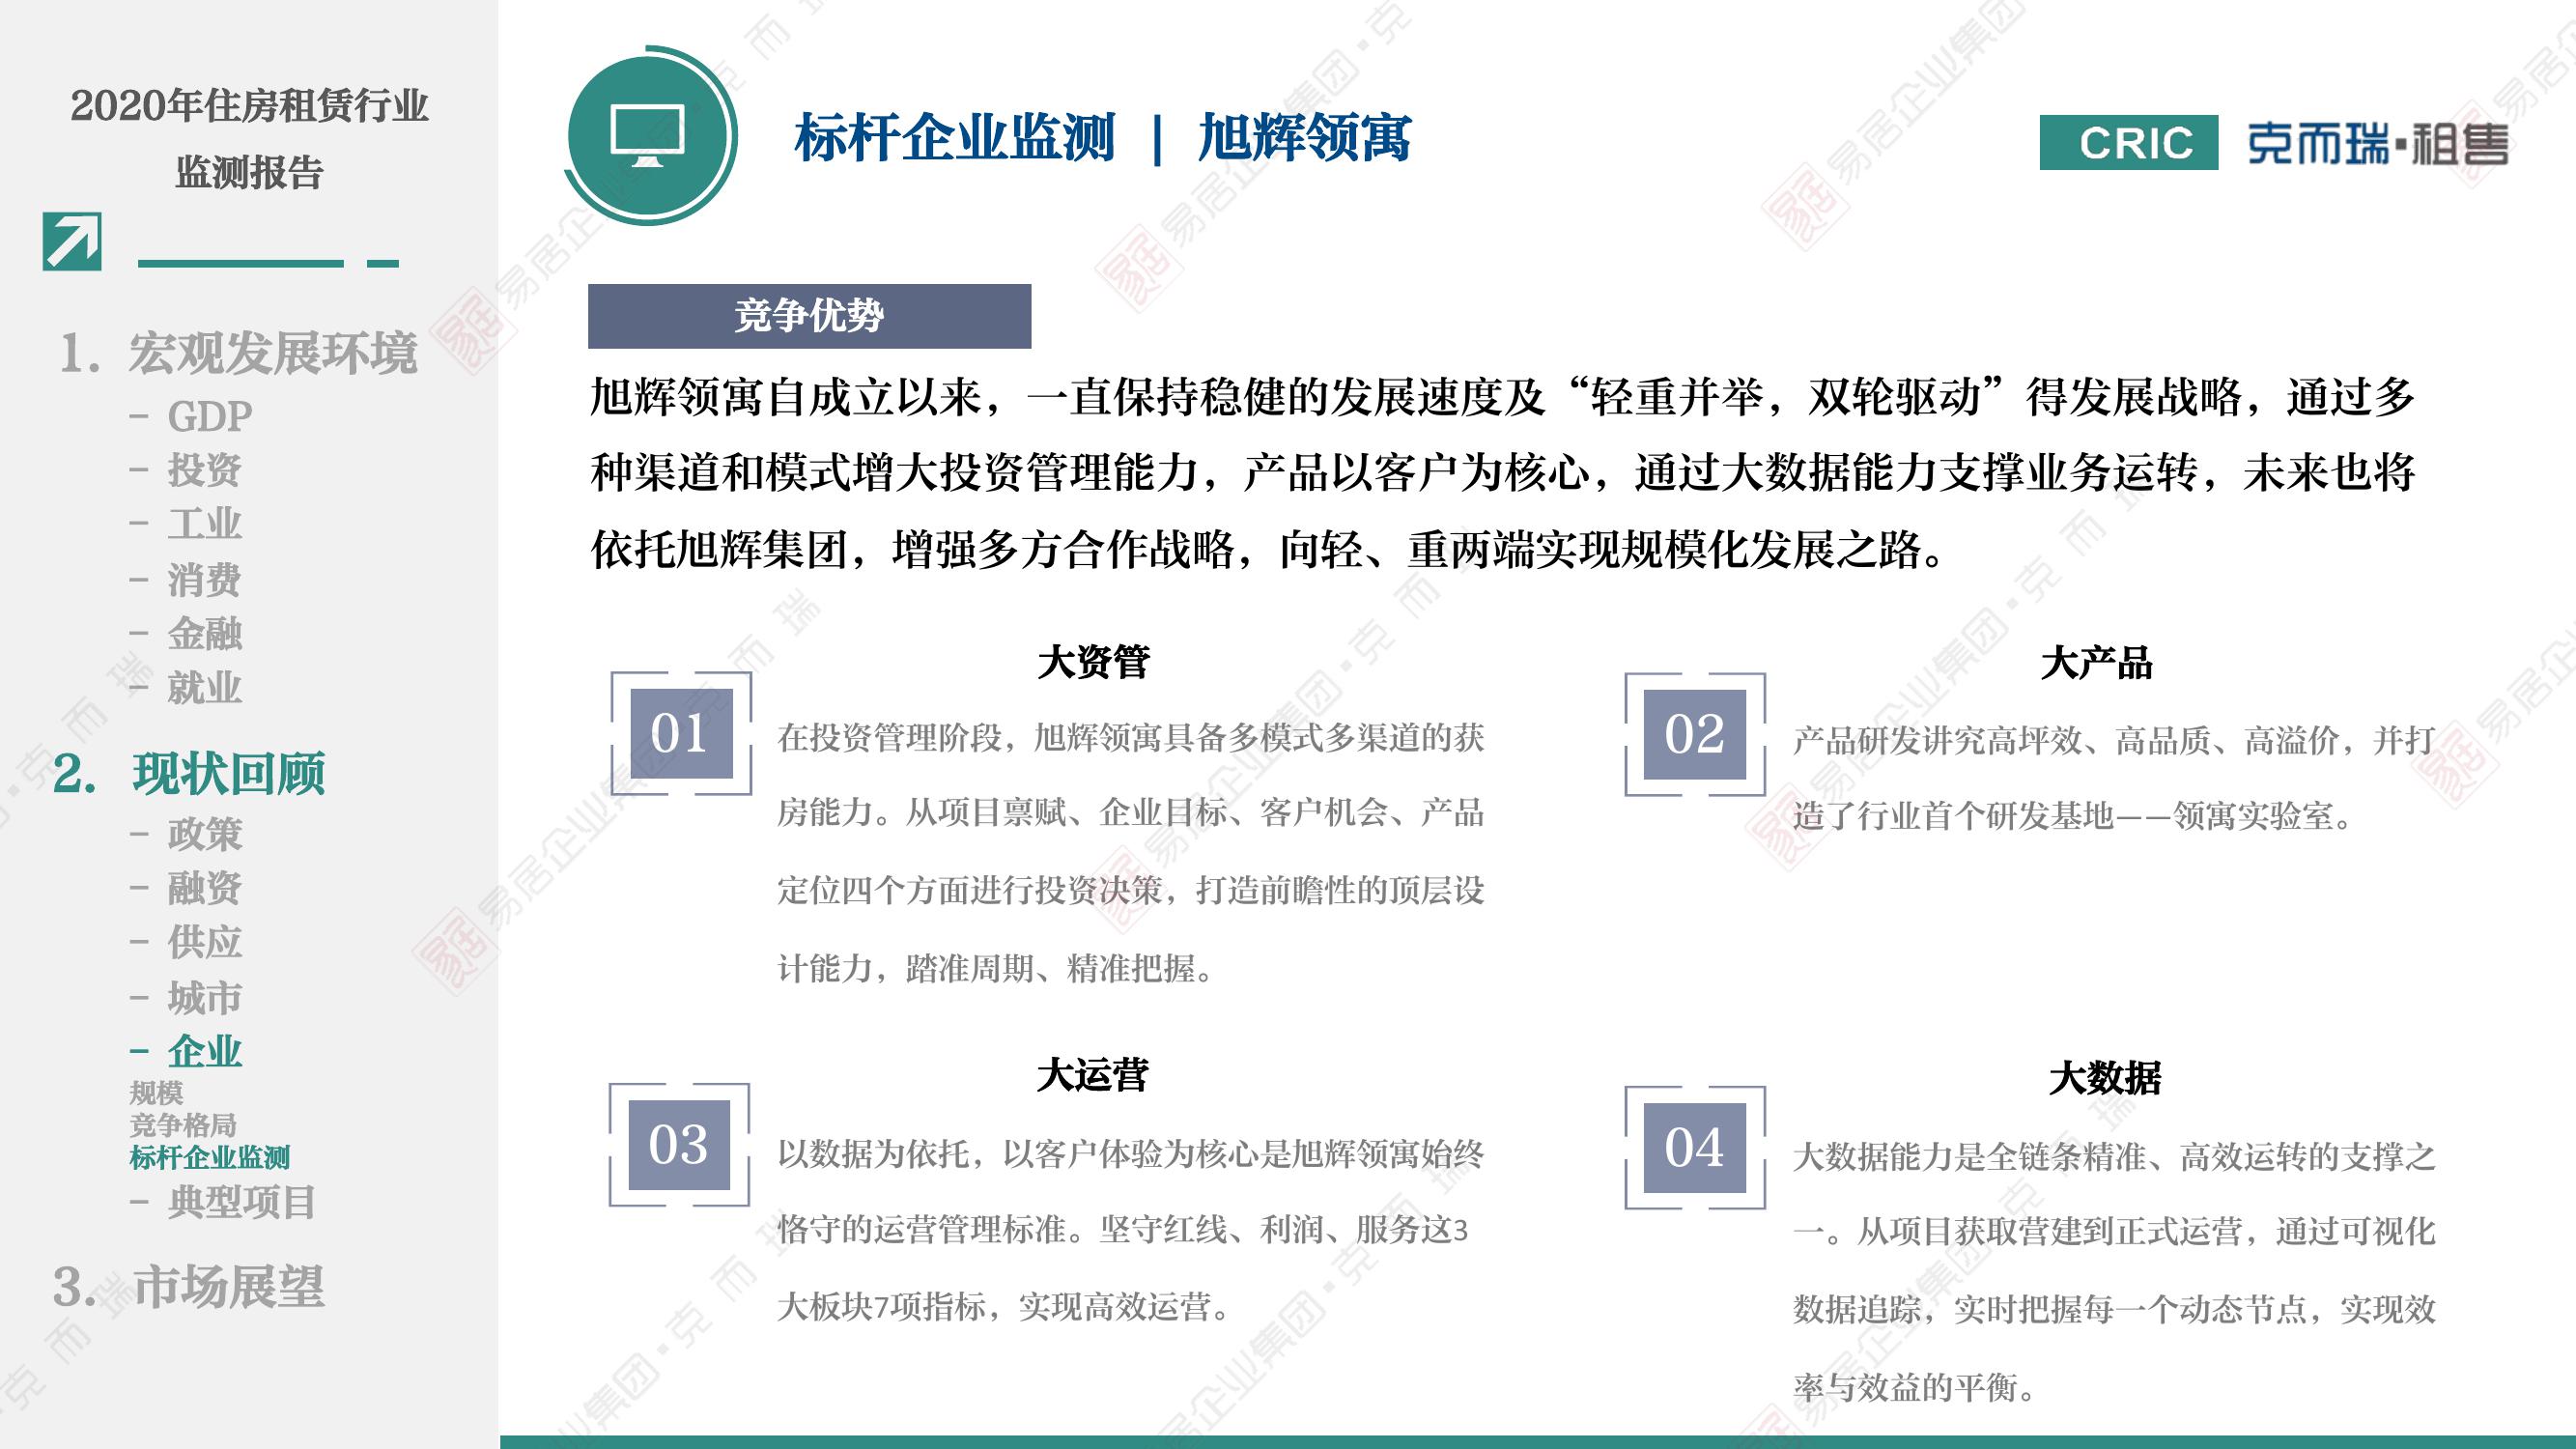 2020年住房租赁行业
监测报告
1. 宏观发展环境
– GDP
– 投资
– 工业
– 消费
– 金融
– 就业
2. 现状回顾
– 政策
– 融资
– 供应
– 城市
– 企业
规模
竞争格局
标杆企业监测
– 典型项目
3. 市场展望
标杆企业监测 | 旭辉领寓
CRIC 克而瑞·租售
竞争优势
旭辉领寓自成立以来，一直保持稳健的发展速度及“轻重并举，双轮驱动”得发展战略，通过多
种渠道和模式增大投资管理能力，产品以客户为核心，通过大数据能力支撑业务运转，未来也将
依托旭辉集团，增强多方合作战略，向轻、重两端实现规模化发展之路。
01
大资管
在投资管理阶段，旭辉领寓具备多模式多渠道的获
房能力。从项目禀赋、企业目标、客户机会、产品
定位四个方面进行投资决策，打造前瞻性的顶层设
计能力，踏准周期、精准把握。
02
大产品
产品研发讲究高坪效、高品质、高溢价，并打
造了行业首个研发基地——领寓实验室。
03
大运营
以数据为依托，以客户体验为核心是旭辉领寓始终
恪守的运营管理标准。坚守红线、利润、服务这3
大板块7项指标，实现高效运营。
04
大数据
大数据能力是全链条精准、高效运转的支撑之
一。从项目获取营建到正式运营，通过可视化
数据追踪，实时把握每一个动态节点，实现效
率与效益的平衡。
易居企业集团·克而瑞